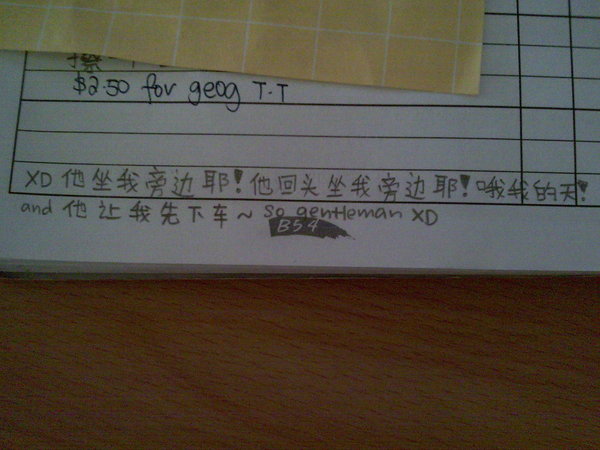 $2.50 for geog T.T
XD 他坐我旁边耶!他回头坐我旁边耶!哦我的天!
and 他让我先下车~ so gentleman XD
B54